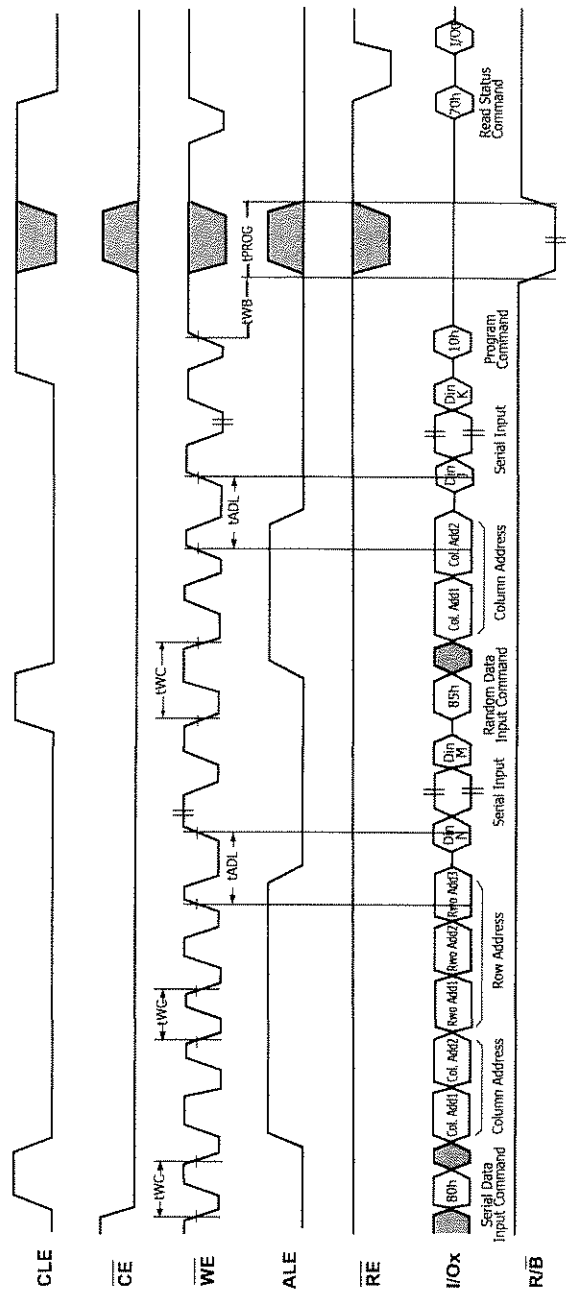 CLE
CE
WE
tWC
tWC
tADL
tWC
tADL
tWB
tPROG
ALE
RE
I/Ox
80h
Col. Add1
Col. Add2
Rwo Add1
Rwo Add2
Rwo Add3
Din
N
Din
M
85h
Col. Add1
Col. Add2
Din
J
Din
K
10h
70h
I/O0
Serial Data
Input Command
Column Address
Row Address
Serial Input
Random Data
Input Command
Column Address
Serial Input
Program
Command
Read Status
Command
R/B